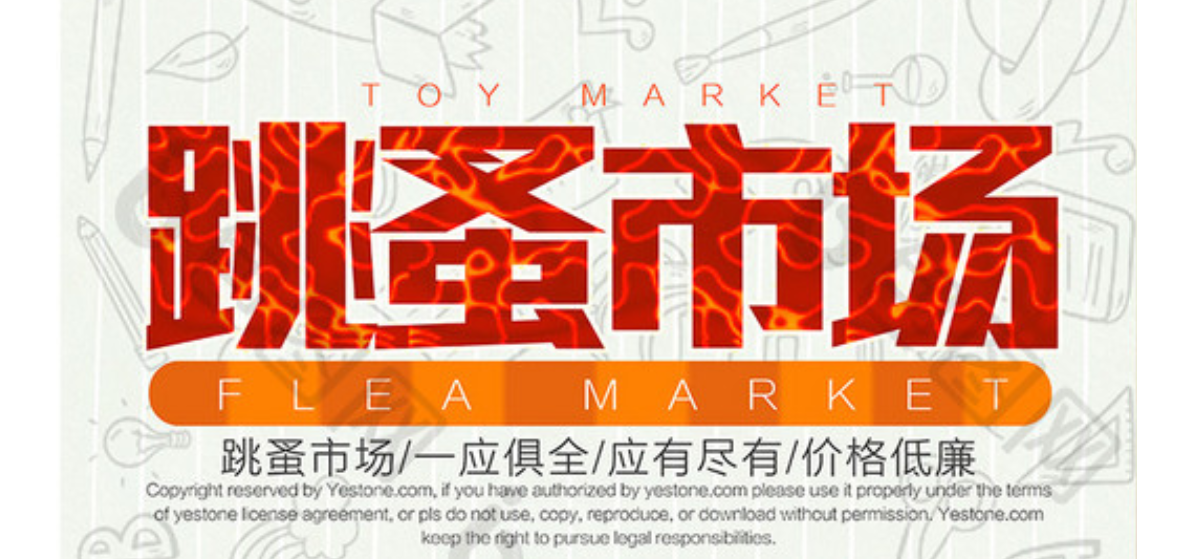 TOY MARKET
跳蚤市场
FLEA MARKET
跳蚤市场/一应俱全/应有尽有/价格低廉
Copyright reserved by Yestone.com, if you have authorized by yestone.com please use it properly under the terms
of yestone license agreement, or pls do not use, copy, reproduce, or download without permission. Yestone.com
keep the right to pursue legal responsibilities.